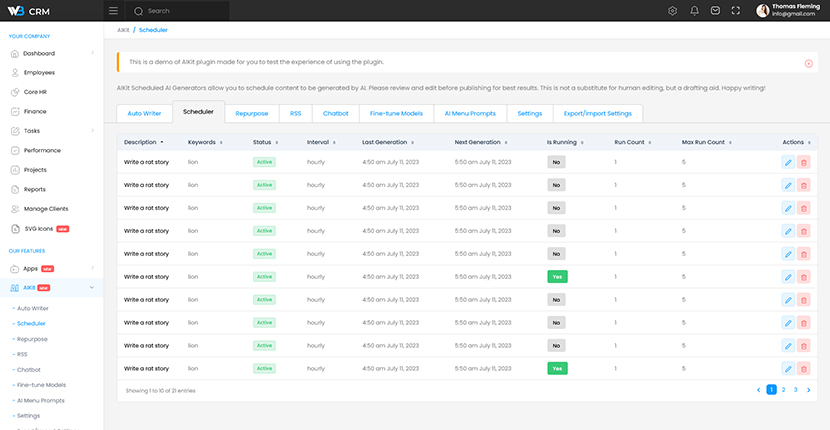 WB CRM
Search
Thomas Fleming
info@gmail.com
YOUR COMPANY
Dashboard
Employees
Core HR
Finance
Tasks
Performance
Projects
Reports
Manage Clients
SVG Icons NEW
OUR FEATURES
Apps NEW
AIKit NEW
Auto Writer
Scheduler
Repurpose
RSS
Chatbot
Fine-tune Models
AI Menu Prompts
Settings
AIKit / Scheduler
This is a demo of AIKit plugin made for you to test the experience of using the plugin.
AIKit Scheduled AI Generators allow you to schedule content to be generated by AI. Please review and edit before publishing for best results. This is not a substitute for human editing, but a drafting aid. Happy writing!
Auto Writer Scheduler Repurpose RSS Chatbot Fine-tune Models AI Menu Prompts Settings Export/Import Settings
Description Keywords Status Interval Last Generation Next Generation Is Running Run Count Max Run Count Actions
Write a rat story lion Active hourly 4:50 am July 11, 2023 5:50 am July 11, 2023 No 1 5
Write a rat story lion Active hourly 4:50 am July 11, 2023 5:50 am July 11, 2023 No 1 5
Write a rat story lion Active hourly 4:50 am July 11, 2023 5:50 am July 11, 2023 No 1 5
Write a rat story lion Active hourly 4:50 am July 11, 2023 5:50 am July 11, 2023 No 1 5
Write a rat story lion Active hourly 4:50 am July 11, 2023 5:50 am July 11, 2023 No 1 5
Write a rat story lion Active hourly 4:50 am July 11, 2023 5:50 am July 11, 2023 Yes 1 5
Write a rat story lion Active hourly 4:50 am July 11, 2023 5:50 am July 11, 2023 No 1 5
Write a rat story lion Active hourly 4:50 am July 11, 2023 5:50 am July 11, 2023 No 1 5
Write a rat story lion Active hourly 4:50 am July 11, 2023 5:50 am July 11, 2023 No 1 5
Write a rat story lion Active hourly 4:50 am July 11, 2023 5:50 am July 11, 2023 Yes 1 5
Showing 1 to 10 of 21 entries
1 2 3